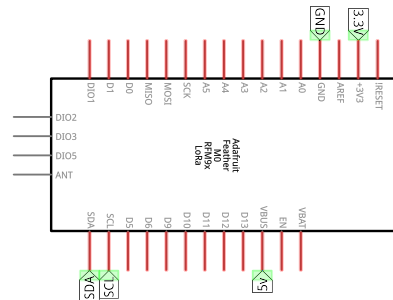 GND
3.3V
DIO1
D1
D0
MISO
MOSI
SCK
A5
A4
A3
A2
A1
A0
GND
AREF
+3V3
!RESET
DIO2
DIO3
DIO5
ANT
Adafruit
Feather
M0
RFM9x
LoRa
SDA
SCL
D5
D6
D9
D10
D11
D12
D13
VBUS
EN
VBAT
SDA
SCL
5v